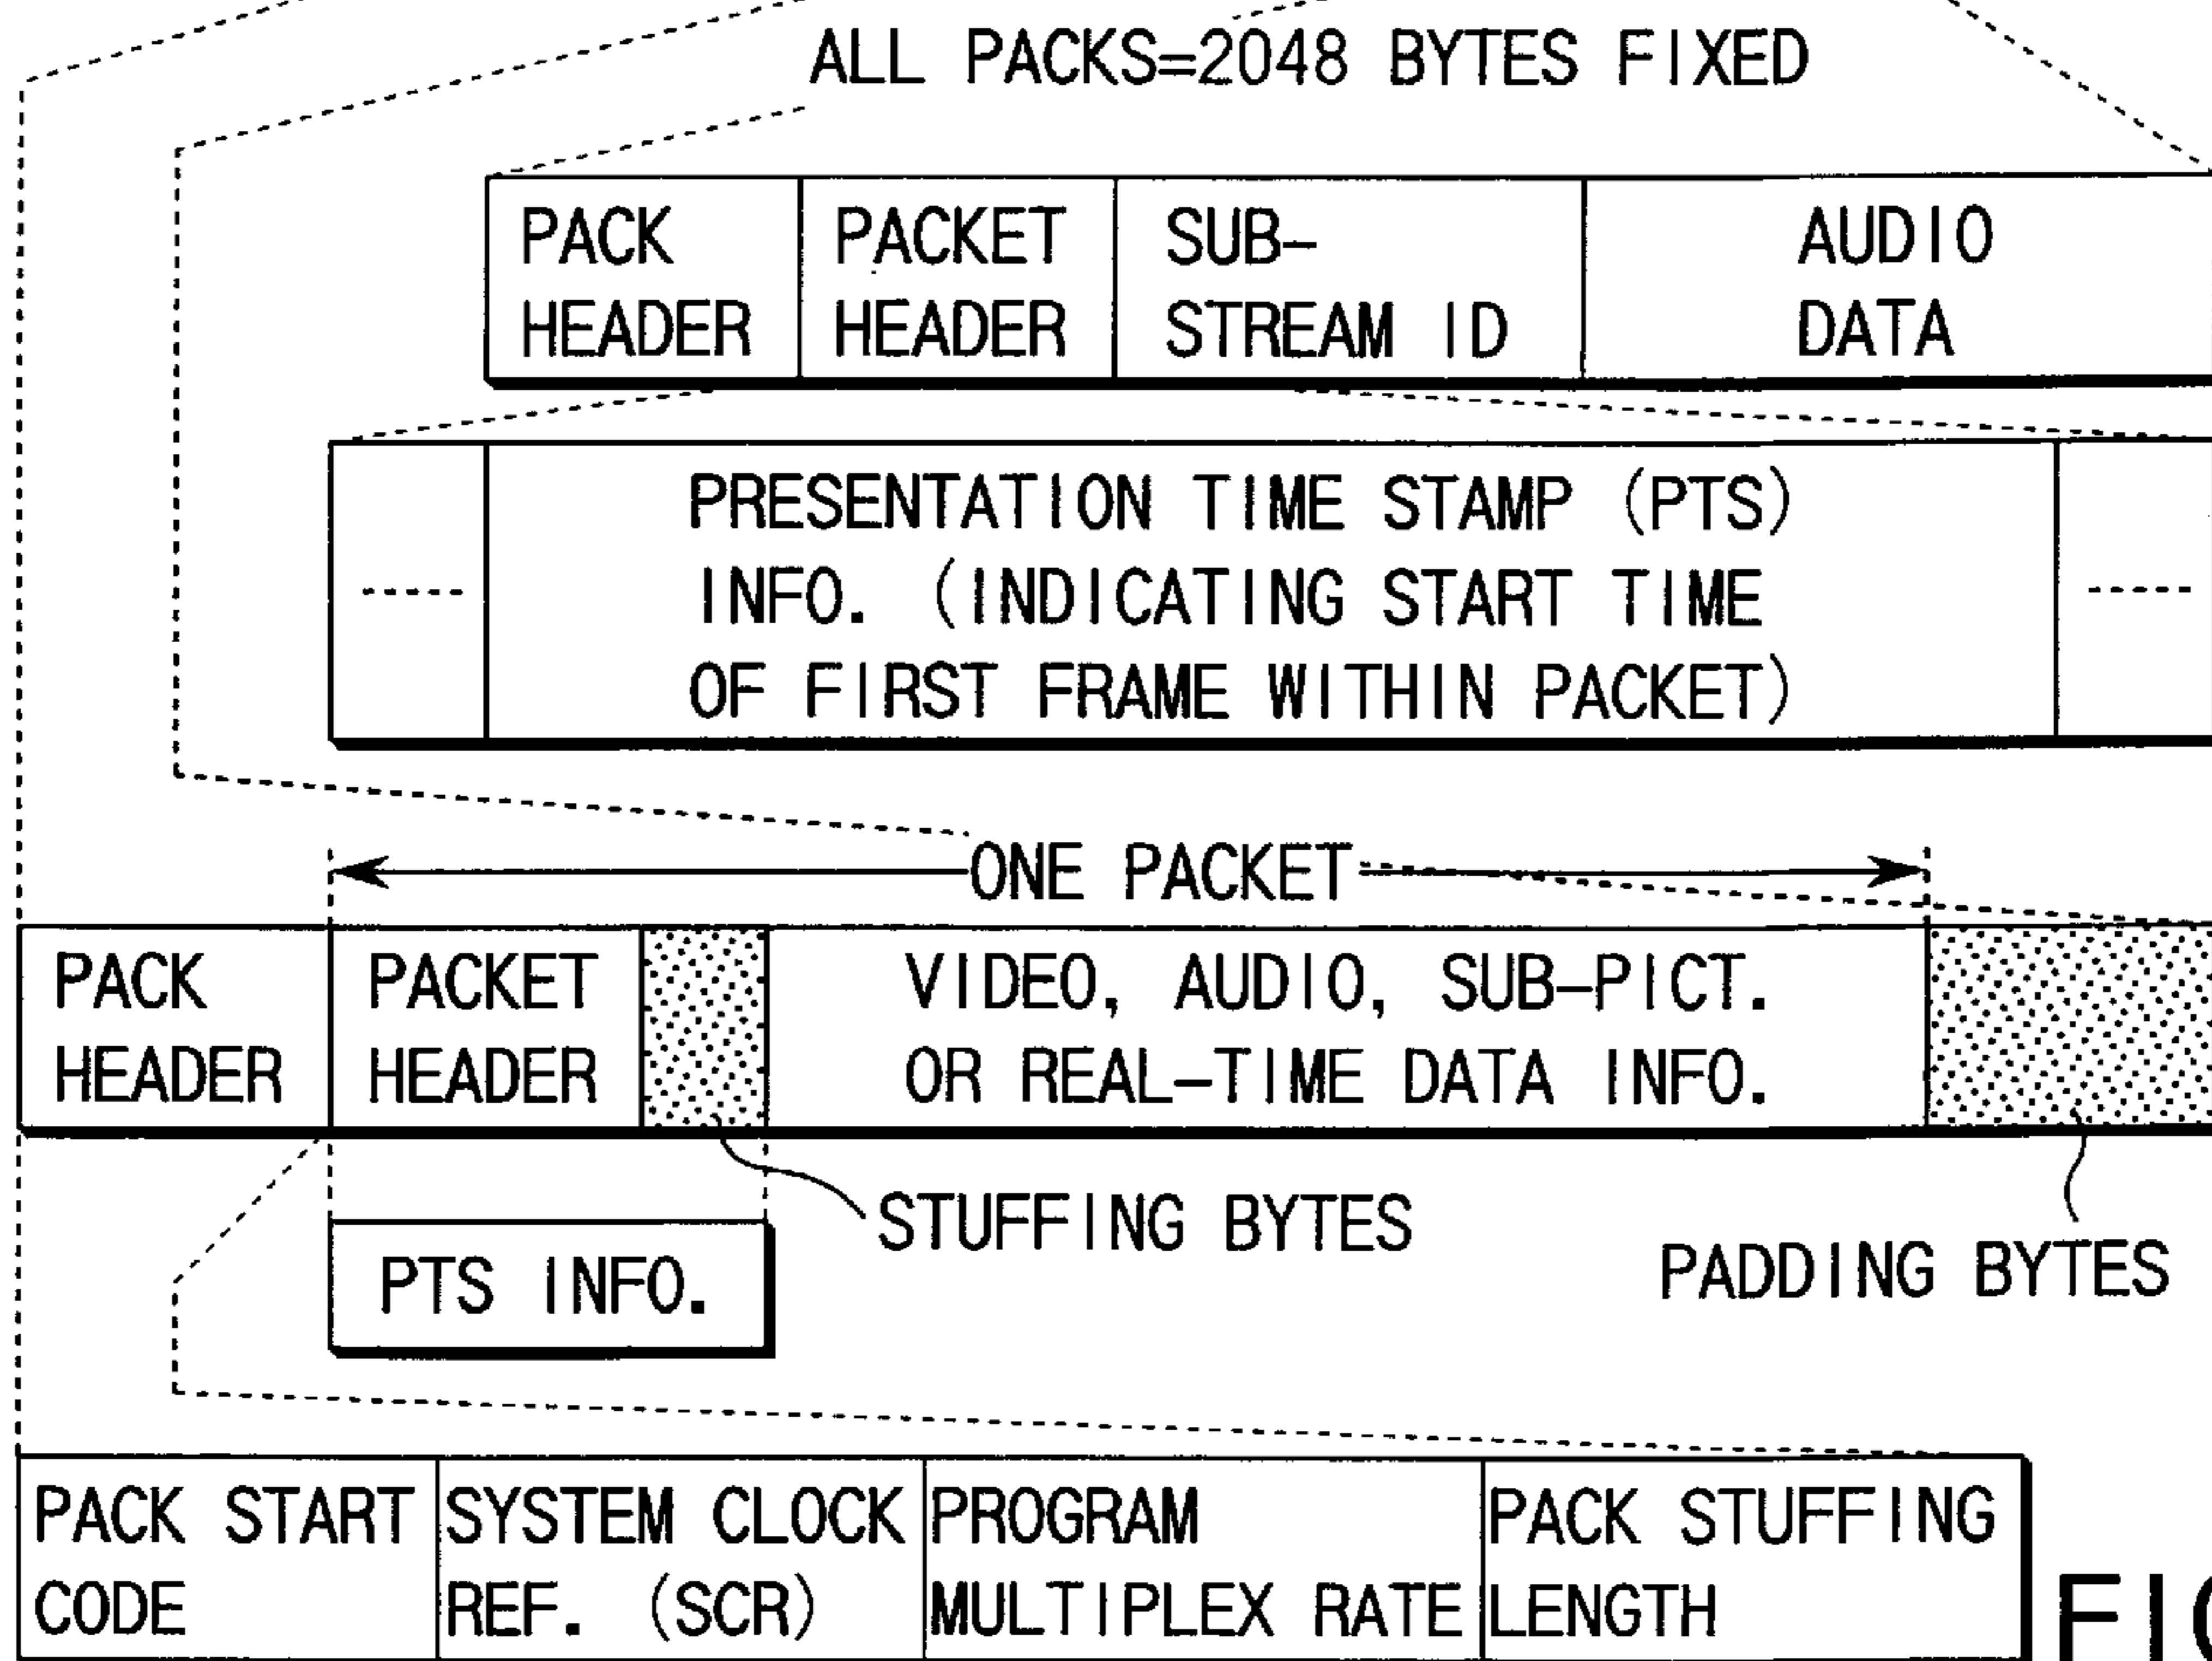 ALL PACKS=2048 BYTES FIXED
PACK
HEADER
PACKET
HEADER
SUB-
STREAM ID
AUDIO
DATA
PRESENTATION TIME STAMP (PTS)
INFO. (INDICATING START TIME
OF FIRST FRAME WITHIN PACKET)
ONE PACKET
PACK
HEADER
PACKET
HEADER
VIDEO, AUDIO, SUB-PICT.
OR REAL-TIME DATA INFO.
STUFFING BYTES
PTS INFO.
PADDING BYTES
PACK START
CODE
SYSTEM CLOCK
REF. (SCR)
PROGRAM
MULTIPLEX RATE
PACK STUFFING
LENGTH